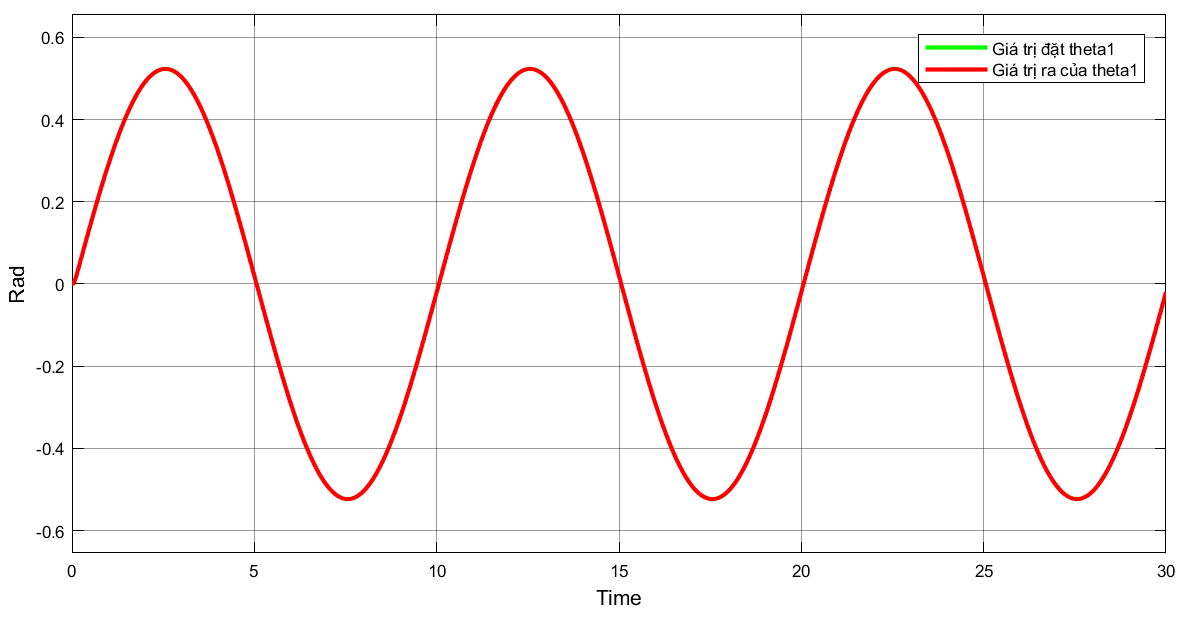 Giá trị đặt theta1
Giá trị ra của theta1
0.6
0.4
0.2
0
-0.2
-0.4
-0.6
Rad
0 5 10 15 20 25 30
Time